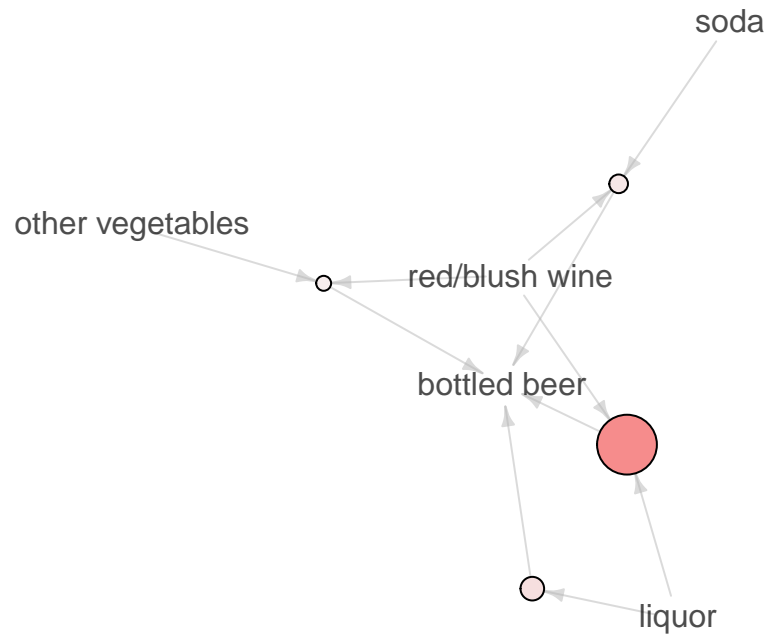 soda
other vegetables
red/blush wine
bottled beer
liquor